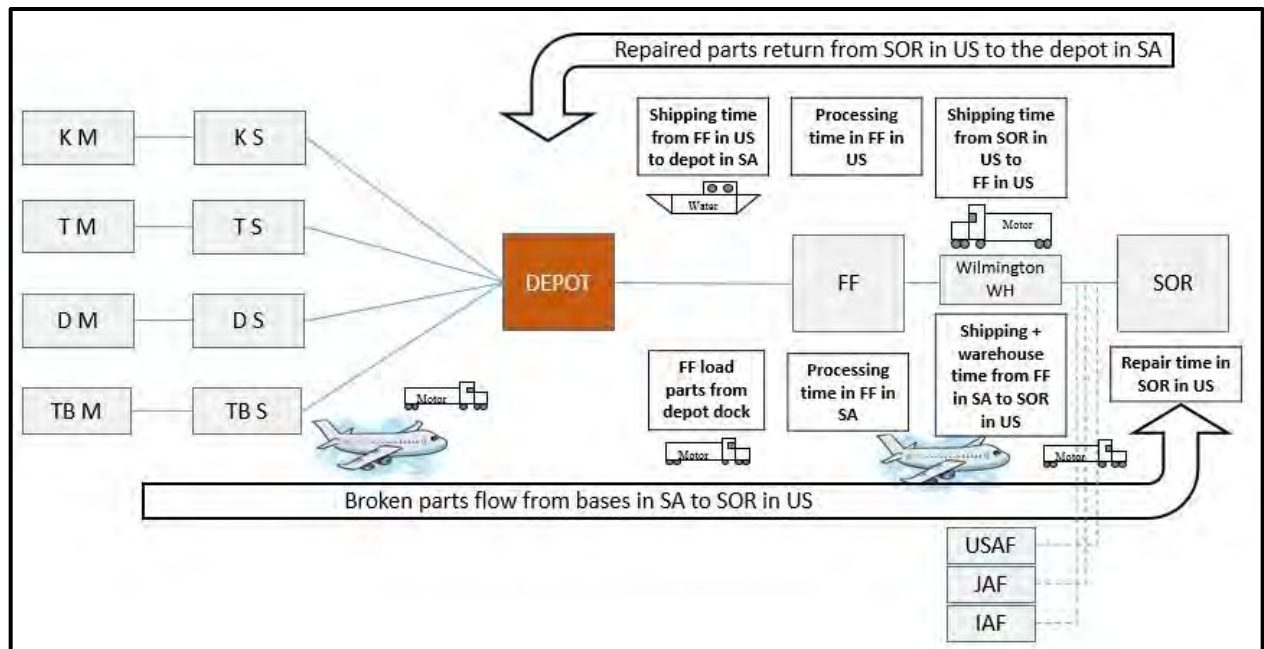 Repaired parts return from SOR in US to the depot in SA
Shipping time
from FF in US
to depot in SA
Processing
time in FF in
US
Shipping time
from SOR in
US to
FF in US
Water
Motor
K M
K S
T M
T S
D M
D S
TB M
TB S
DEPOT
FF
Wilmington
WH
SOR
FF load
parts from
depot dock
Processing
time in FF in
SA
Shipping +
warehouse
time from FF
in SA to SOR
in US
Repair time in
SOR in US
Motor
Motor
Motor
Broken parts flow from bases in SA to SOR in US
USAF
JAF
IAF